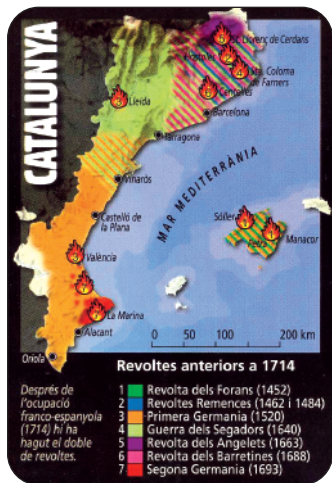 CATALUNYA
St. Llorenç de Cerdans
Hostoles
Sta. Coloma
de Farners
Centelles
Lleida
Barcelona
Tarragona
Vinaròs
MAR MEDITERRÀNIA
Castelló de
la Plana
Sóller
Petra
Manacor
València
La Marina
Alacant
Oriola
0 50 100 200 km
Revoltes anteriors a 1714
Després de
l'ocupació
franco-espanyola
(1714) hi ha
hagut el doble
de revoltes.
1 Revolta dels Forans (1452)
2 Revoltes Remences (1462 i 1484)
3 Primera Germania (1520)
4 Guerra dels Segadors (1640)
5 Revolta dels Angelets (1663)
6 Revolta dels Barretines (1688)
7 Segona Germania (1693)